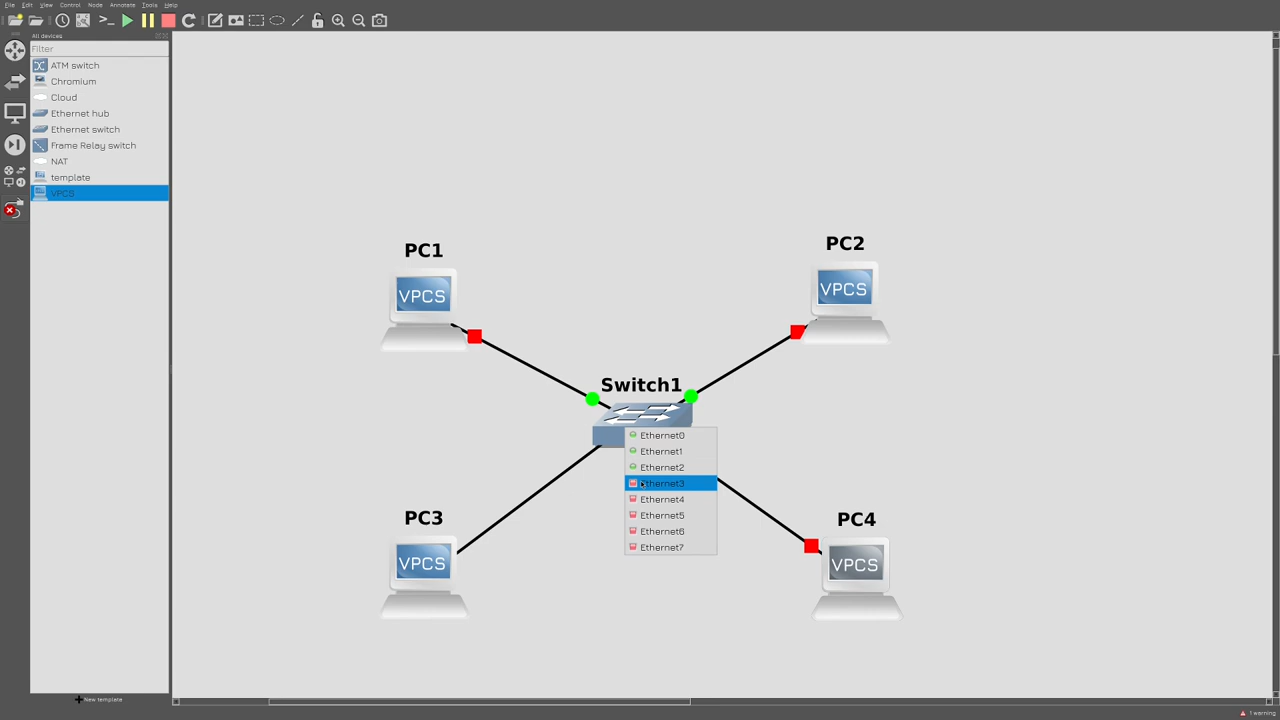 File Edit View Control Node Annotate Tools Help
All devices
Filter
ATM switch
Chromium
Cloud
Ethernet hub
Ethernet switch
Frame Relay switch
NAT
template
VPCS
New template
PC1
VPCS
PC2
VPCS
Switch1
Ethernet0
Ethernet1
Ethernet2
Ethernet3
Ethernet4
Ethernet5
Ethernet6
Ethernet7
PC3
VPCS
PC4
VPCS
1 warning